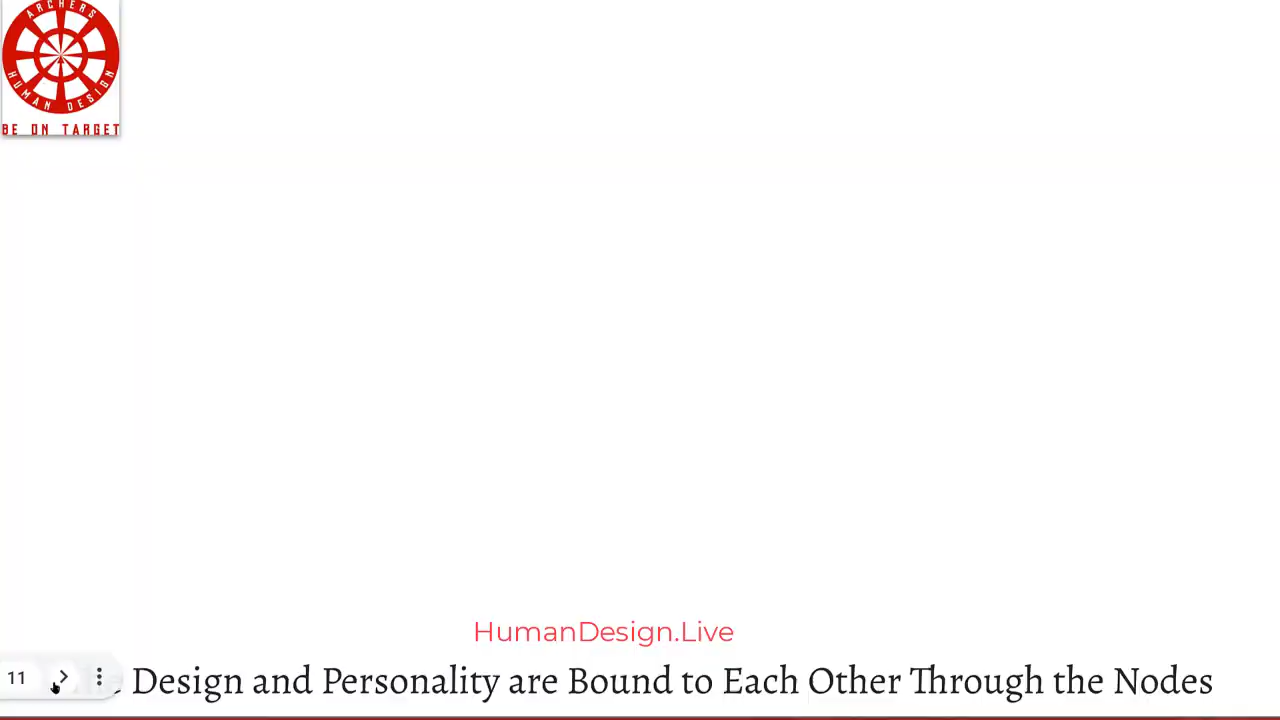 ARCHERS
HUMAN DESIGN
BE ON TARGET
HumanDesign.Live
11
Design and Personality are Bound to Each Other Through the Nodes